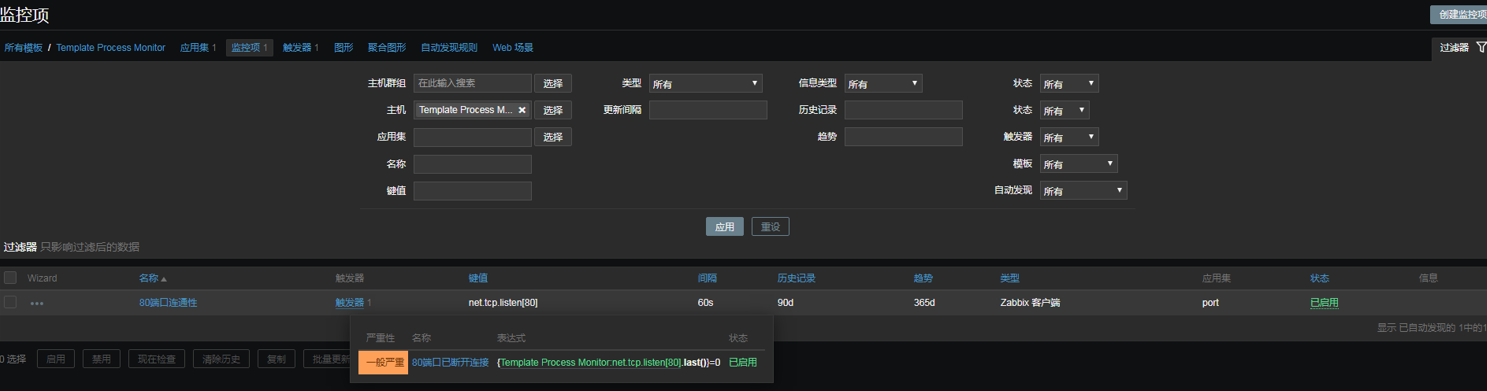 监控项
创建监控项
所有模板 / Template Process Monitor 应用集 1 监控项 1 触发器 1 图形 聚合图形 自动发现规则 Web 场景
过滤器
主机群组 在此输入搜索 选择 类型 所有 信息类型 所有 状态 所有
主机 Template Process M... 选择 更新间隔 历史记录 状态 所有
应用集 选择 趋势 触发器 所有
名称 模板 所有
键值 自动发现 所有
应用 重设
过滤器 只影响过滤后的数据
Wizard 名称 触发器 键值 间隔 历史记录 趋势 类型 应用集 状态 信息
80端口连通性 触发器 1 net.tcp.listen[80] 60s 90d 365d Zabbix 客户端 port 已启用
显示 已自动发现的 1中的1
0 选择 启用 禁用 现在检查 清除历史 复制 批量更新
严重性 名称 表达式 状态
一般严重 80端口已断开连接 {Template Process Monitor:net.tcp.listen[80].last()}=0 已启用